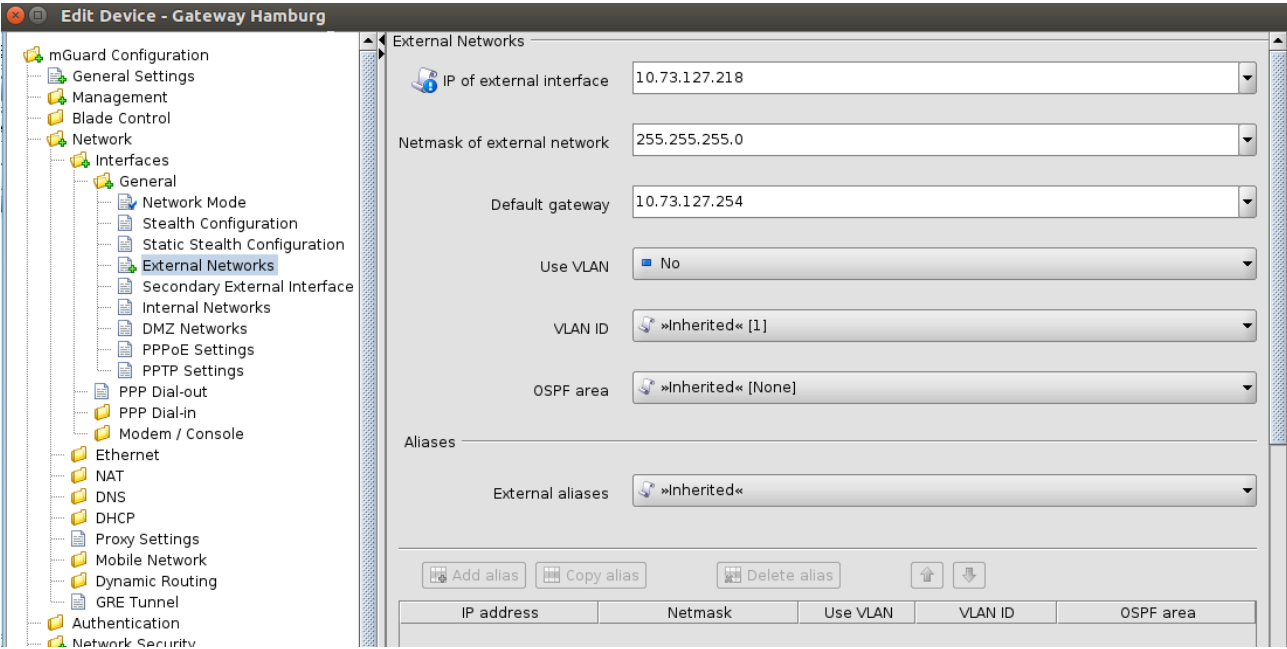 Edit Device - Gateway Hamburg
mGuard Configuration
General Settings
Management
Blade Control
Network
Interfaces
General
Network Mode
Stealth Configuration
Static Stealth Configuration
External Networks
Secondary External Interface
Internal Networks
DMZ Networks
PPPoE Settings
PPTP Settings
PPP Dial-out
PPP Dial-in
Modem / Console
Ethernet
NAT
DNS
DHCP
Proxy Settings
Mobile Network
Dynamic Routing
GRE Tunnel
Authentication
Network Security
External Networks
IP of external interface 10.73.127.218
Netmask of external network 255.255.255.0
Default gateway 10.73.127.254
Use VLAN No
VLAN ID »Inherited« [1]
OSPF area »Inherited« [None]
Aliases
External aliases »Inherited«
Add alias Copy alias Delete alias
IP address Netmask Use VLAN VLAN ID OSPF area